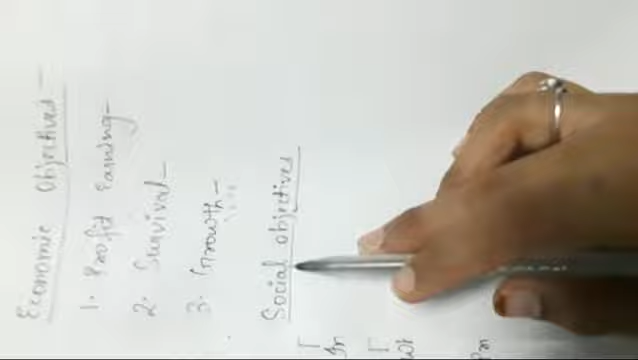 Economic Objectives -
1. Profit Earning -
2. Survival -
3. Growth -
Social objectives